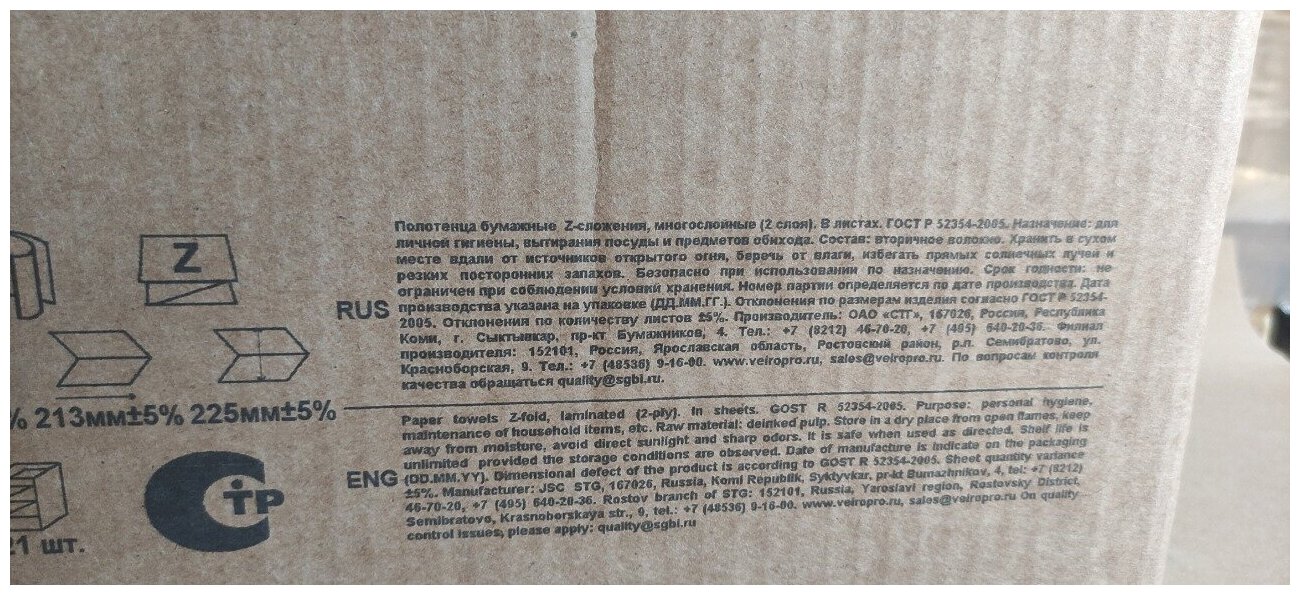 Z
RUS
Полотенца бумажные Z-сложения, многослойные (2 слоя). В листах. ГОСТ Р 52354-2005. Назначение: для
личной гигиены, вытирания посуды и предметов обихода. Состав: вторичное волокно. Хранить в сухом
месте вдали от источников открытого огня, беречь от влаги, избегать прямых солнечных лучей и
резких посторонних запахов. Безопасно при использовании по назначению. Срок годности: не
ограничен при соблюдении условий хранения. Номер партии определяется по дате производства. Дата
производства указана на упаковке (ДД.ММ.ГГ.). Отклонения по размерам изделия согласно ГОСТ Р 52354-
2005. Отклонения по количеству листов ±5%. Производитель: ОАО «СТГ», 167026, Россия, Республика
Коми, г. Сыктывкар, пр-кт Бумажников, 4. Тел.: +7 (8212) 46-70-20, +7 (495) 640-20-36. Филиал
производителя: 152101, Россия, Ярославская область, Ростовский район, р.п. Семибратово, ул.
Красноборская, 9. Тел.: +7 (48536) 9-16-00. www.veiropro.ru, sales@veiropro.ru. По вопросам контроля
качества обращаться quality@sgbi.ru.
% 213мм±5% 225мм±5%
ENG
Paper towels Z-fold, laminated (2-ply). In sheets. GOST R 52354-2005. Purpose: personal hygiene,
maintenance of household items, etc. Raw material: deinked pulp. Store in a dry place from open flames, keep
away from moisture, avoid direct sunlight and sharp odors. It is safe when used as directed. Shelf life is
unlimited provided the storage conditions are observed. Date of manufacture is indicate on the packaging
(DD.MM.YY). Dimensional defect of the product is according to GOST R 52354-2005. Sheet quantity variance
±5%. Manufacturer: JSC STG, 167026, Russia, Komi Republik, Syktyvkar, pr-kt Bumazhnikov, 4, tel: +7 (8212)
46-70-20, +7 (495) 640-20-36. Rostov branch of STG: 152101, Russia, Yaroslavl region, Rostovsky District,
Semibratovo, Krasnoborskaya str., 9, tel.: +7 (48536) 9-16-00. www.veiropro.ru, sales@veiropro.ru On quality
control issues, please apply: quality@sgbi.ru
СТР
21 шт.